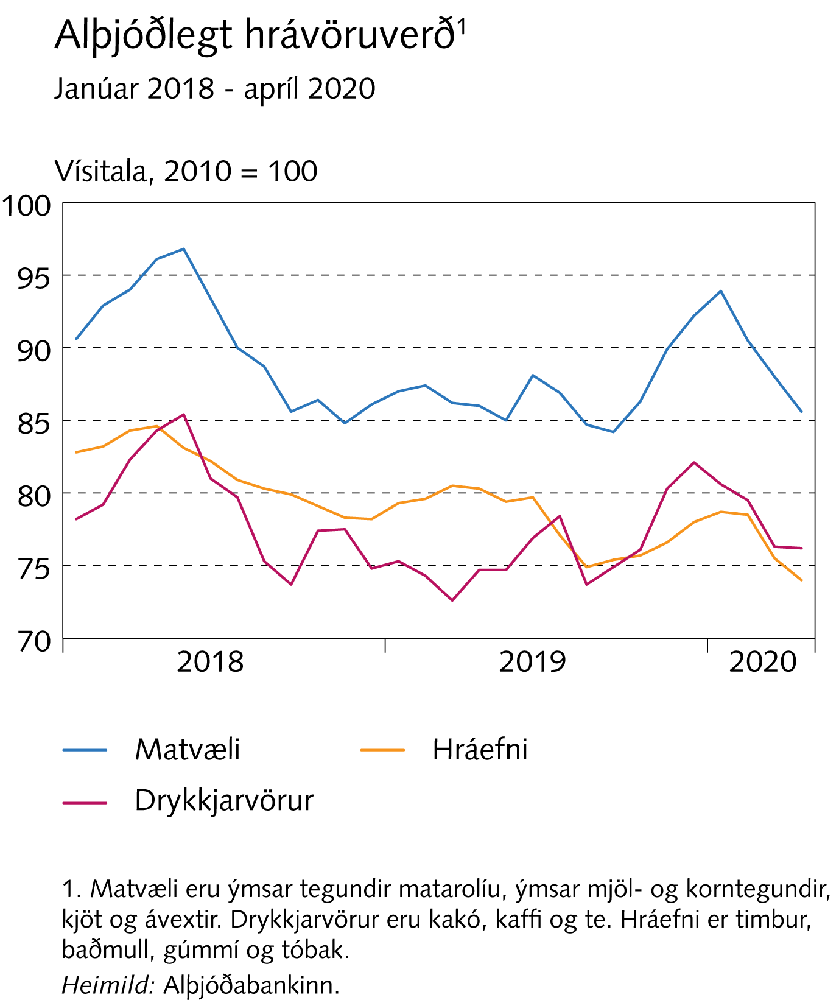 Alþjóðlegt hrávöruverð¹
Janúar 2018 - apríl 2020
Vísitala, 2010 = 100
100
95
90
85
80
75
70
2018 2019 2020
Matvæli Hráefni
Drykkjarvörur
1. Matvæli eru ýmsar tegundir matarolíu, ýmsar mjöl- og korntegundir,
kjöt og ávextir. Drykkjarvörur eru kakó, kaffi og te. Hráefni er timbur,
baðmull, gúmmí og tóbak.
Heimild: Alþjóðabankinn.